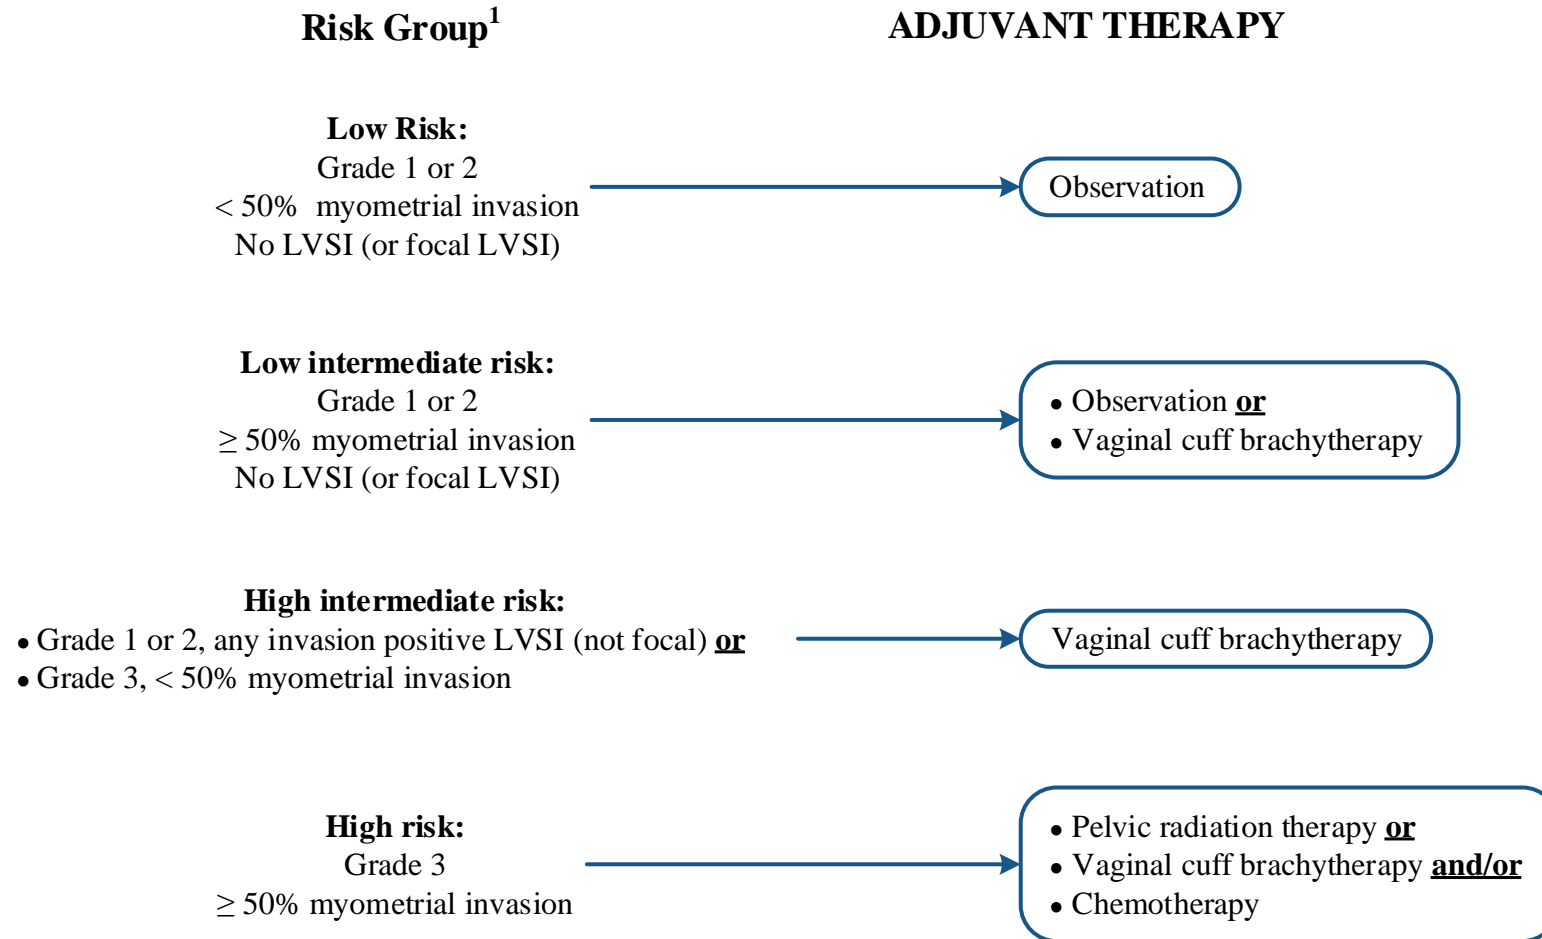 Risk Group1
ADJUVANT THERAPY
Low Risk:
Grade 1 or 2
< 50% myometrial invasion
No LVSI (or focal LVSI)
Observation
Low intermediate risk:
Grade 1 or 2
≥ 50% myometrial invasion
No LVSI (or focal LVSI)
● Observation or
● Vaginal cuff brachytherapy
High intermediate risk:
● Grade 1 or 2, any invasion positive LVSI (not focal) or
● Grade 3, < 50% myometrial invasion
Vaginal cuff brachytherapy
High risk:
Grade 3
≥ 50% myometrial invasion
● Pelvic radiation therapy or
● Vaginal cuff brachytherapy and/or
● Chemotherapy